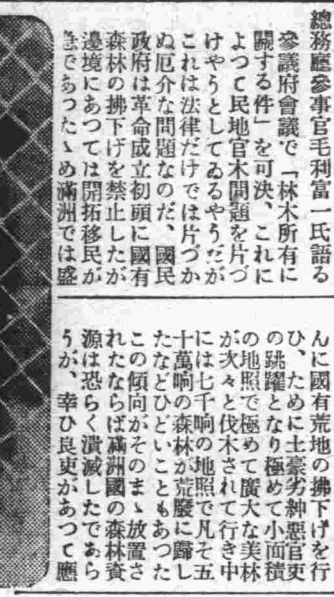 總務廳參事官毛利富一氏語る
參議府會議で「林木所有に
關する件」を可決、これに
よつて民地官木問題を片づ
けやうとしてゐるやうだが
これは法律だけでは片づか
ぬ厄介な問題なのだ、國民
政府は革命成立初頭に國有
森林の拂下げを禁止したが
邊境にあつては開拓移民が
急であつたゝめ滿洲では盛
んに國有荒地の拂下げを行
ひ、ために土豪劣紳惡官吏
の跳躍となり極めて小面積
の地照で極めて廣大な美林
が次々と伐木されて行き中
には七千晌の地照で凡そ五
十萬晌の森林が荒廢に歸し
たなどひどいこともあつた
この傾向がそのまゝ放置さ
れたならば滿洲國の森林資
源は恐らく潰滅したであら
うが、幸ひ良吏があつて應